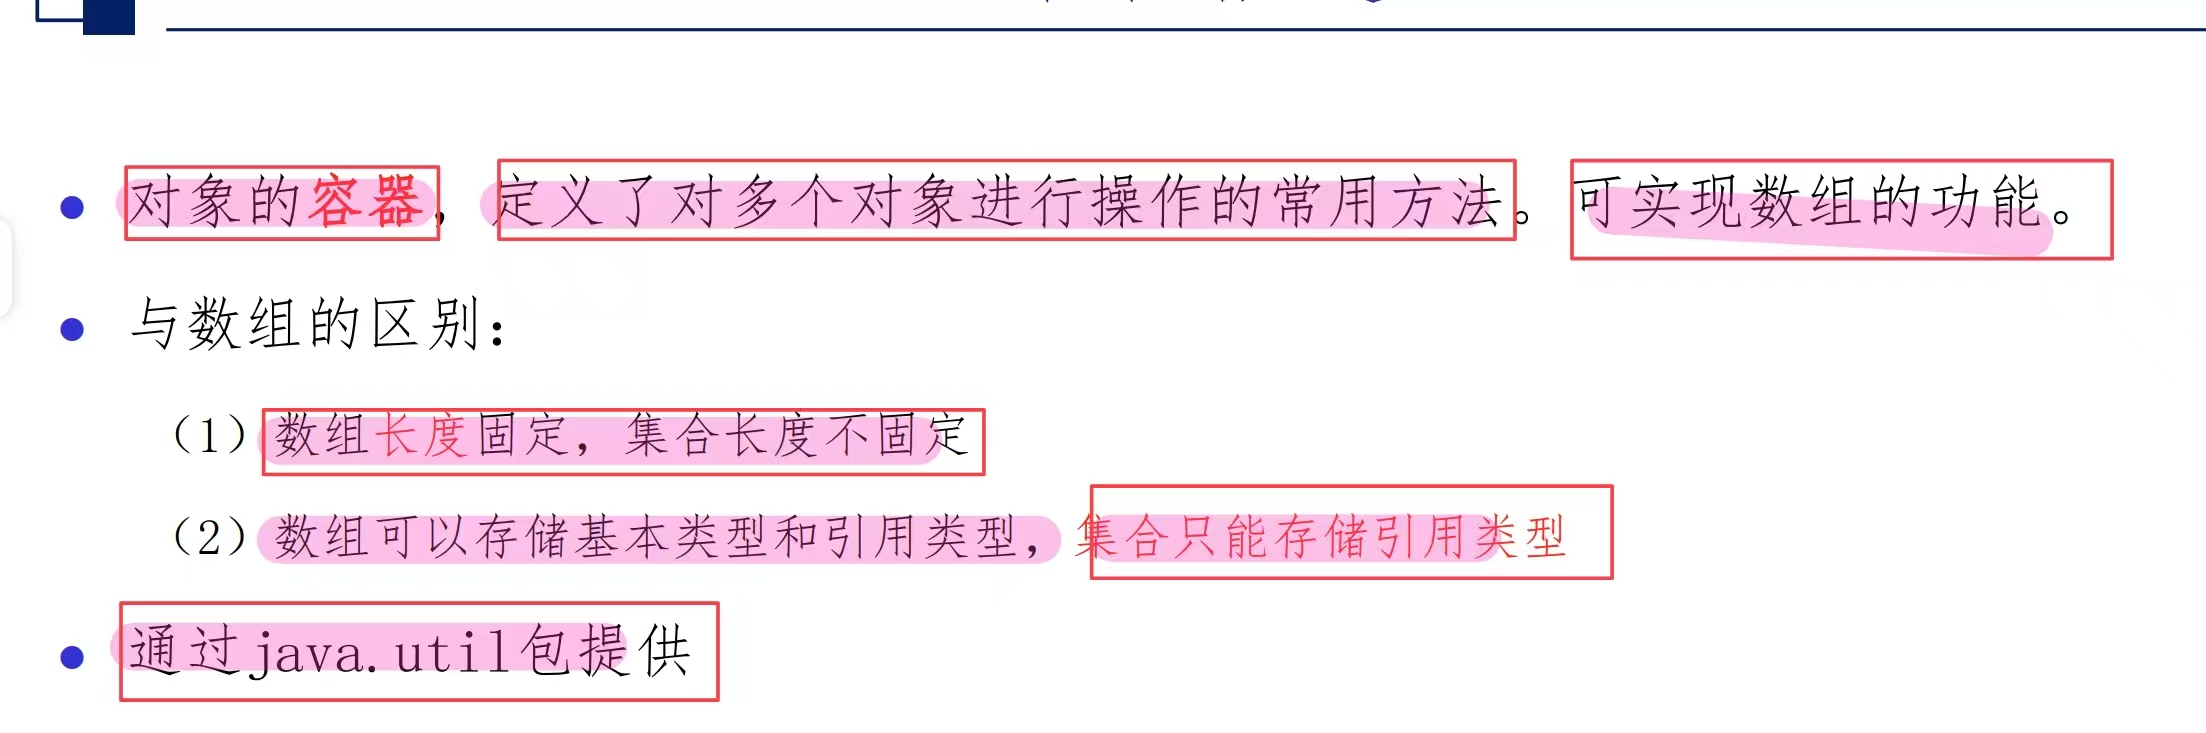 对象的容器，定义了对多个对象进行操作的常用方法。可实现数组的功能。
与数组的区别：
（1）数组长度固定，集合长度不固定
（2）数组可以存储基本类型和引用类型，集合只能存储引用类型
通过java.util包提供